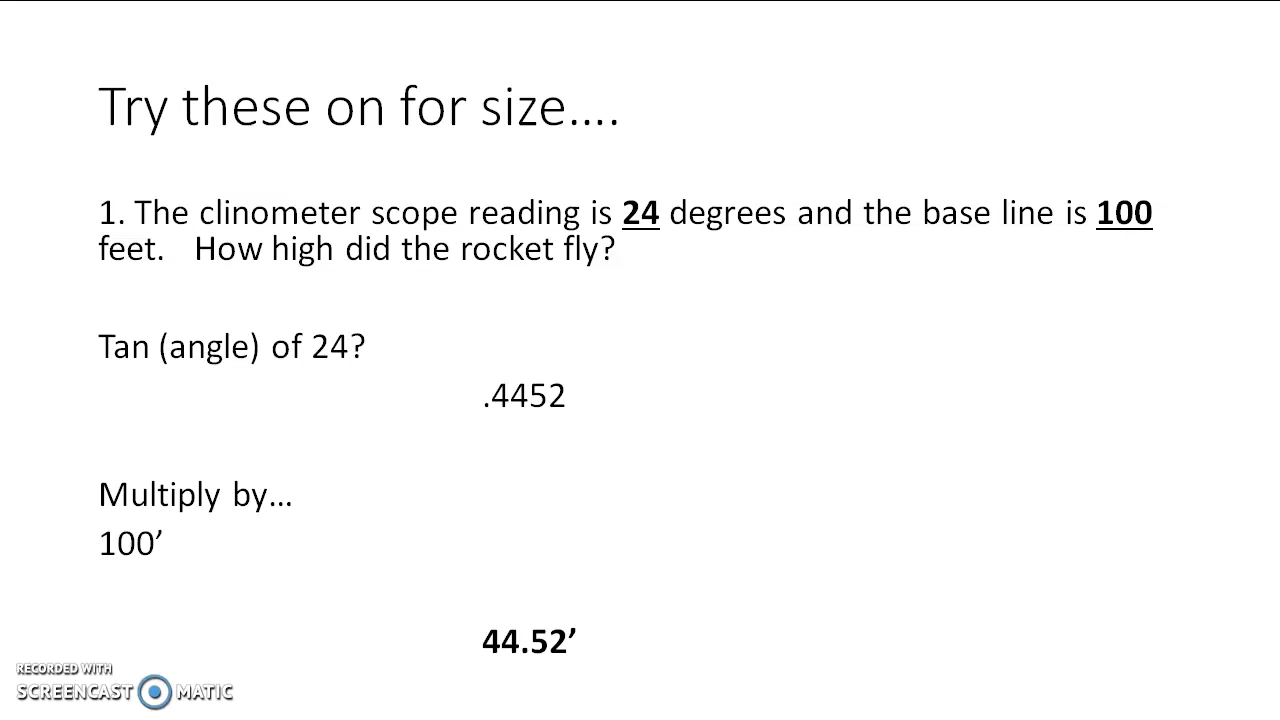 Try these on for size....
1. The clinometer scope reading is 24 degrees and the base line is 100
feet. How high did the rocket fly?
Tan (angle) of 24?
.4452
Multiply by...
100’
44.52’
RECORDED WITH
SCREENCAST MATIC